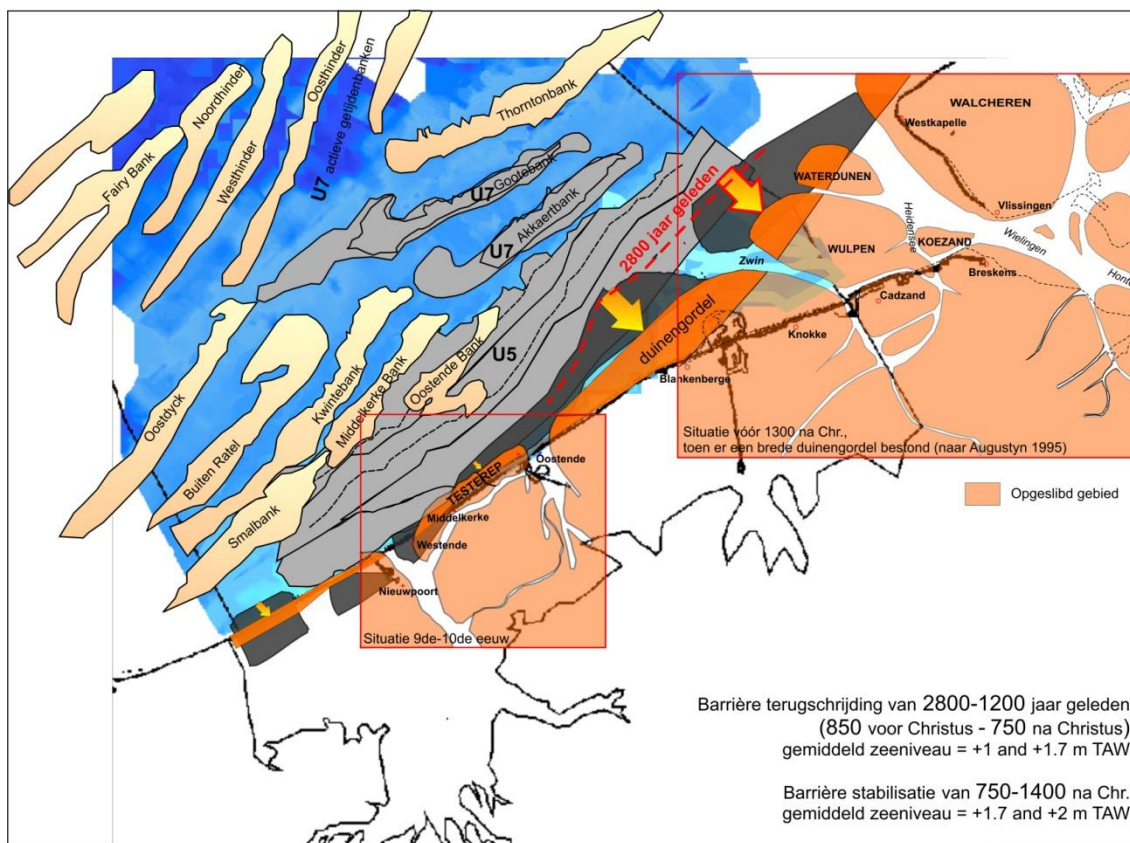 Noordhinder
Fairy Bank
Westhinder
Oosthinder
U7 actieve getijdenbanken
Thorntonbank
Gootebank
U7
Akkaertbank
U7
2800 jaar geleden
WALCHEREN
Westkapelle
WATERDUNEN
Vlissingen
Heidensee
Wielingen
KOEZAND
WULPEN
Zwin
Breskens
Honte
Cadzand
Knokke
duinengordel
Blankenberge
Oostdyck
Buiten Ratel
Kwintebank
Middelkerke Bank
Oostende Bank
U5
Smalbank
Situatie vóór 1300 na Chr.,
toen er een brede duinengordel bestond (naar Augustyn 1995)
Oostende
TESTEREP
Middelkerke
Westende
Nieuwpoort
Situatie 9de-10de eeuw
Opgeslibd gebied
Barrière terugschrijding van 2800-1200 jaar geleden
(850 voor Christus - 750 na Christus)
gemiddeld zeeniveau = +1 and +1.7 m TAW
Barrière stabilisatie van 750-1400 na Chr.
gemiddeld zeeniveau = +1.7 and +2 m TAW